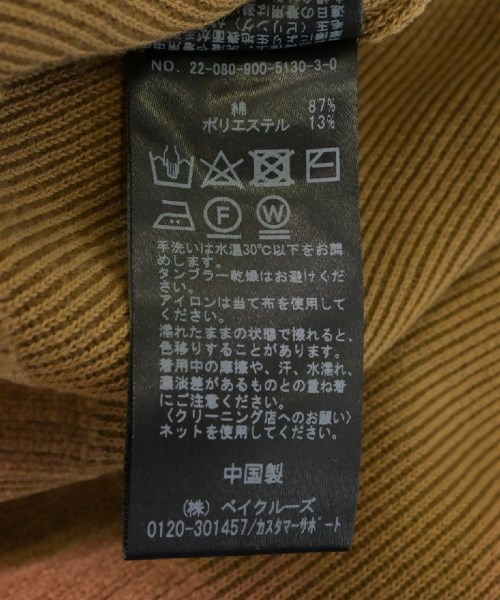 NO. 22-080-900-5130-3-0
綿 87%
ポリエステル 13%
F W
手洗いは水温30℃以下をお薦
めします。
タンブラー乾燥はお避けくだ
さい。
アイロンは当て布を使用して
ください。
濡れたままの状態で擦れると、
色移りすることがあります。
着用中の摩擦や、汗、水濡れ、
濃淡差があるものとの重ね着
にご注意ください。
〈クリーニング店へのお願い〉
ネットを使用してください。
中国
(株) ベイクルーズ
0120-301457/カスタマーサポート